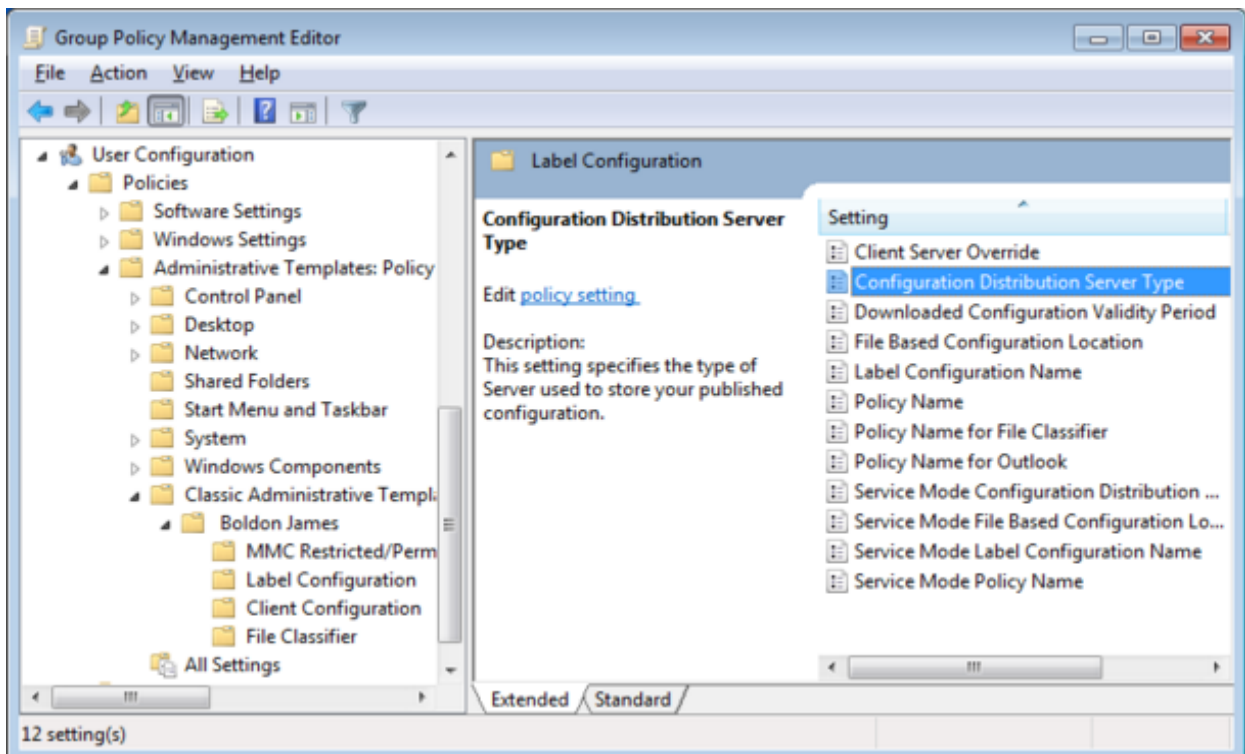 Group Policy Management Editor
File Action View Help
User Configuration
Policies
Software Settings
Windows Settings
Administrative Templates: Policy
Control Panel
Desktop
Network
Shared Folders
Start Menu and Taskbar
System
Windows Components
Classic Administrative Templa
Boldon James
MMC Restricted/Perm
Label Configuration
Client Configuration
File Classifier
All Settings
Label Configuration
Configuration Distribution Server
Type
Edit policy setting
Description:
This setting specifies the type of
Server used to store your published
configuration.
Setting
Client Server Override
Configuration Distribution Server Type
Downloaded Configuration Validity Period
File Based Configuration Location
Label Configuration Name
Policy Name
Policy Name for File Classifier
Policy Name for Outlook
Service Mode Configuration Distribution ...
Service Mode File Based Configuration Lo...
Service Mode Label Configuration Name
Service Mode Policy Name
Extended Standard
12 setting(s)